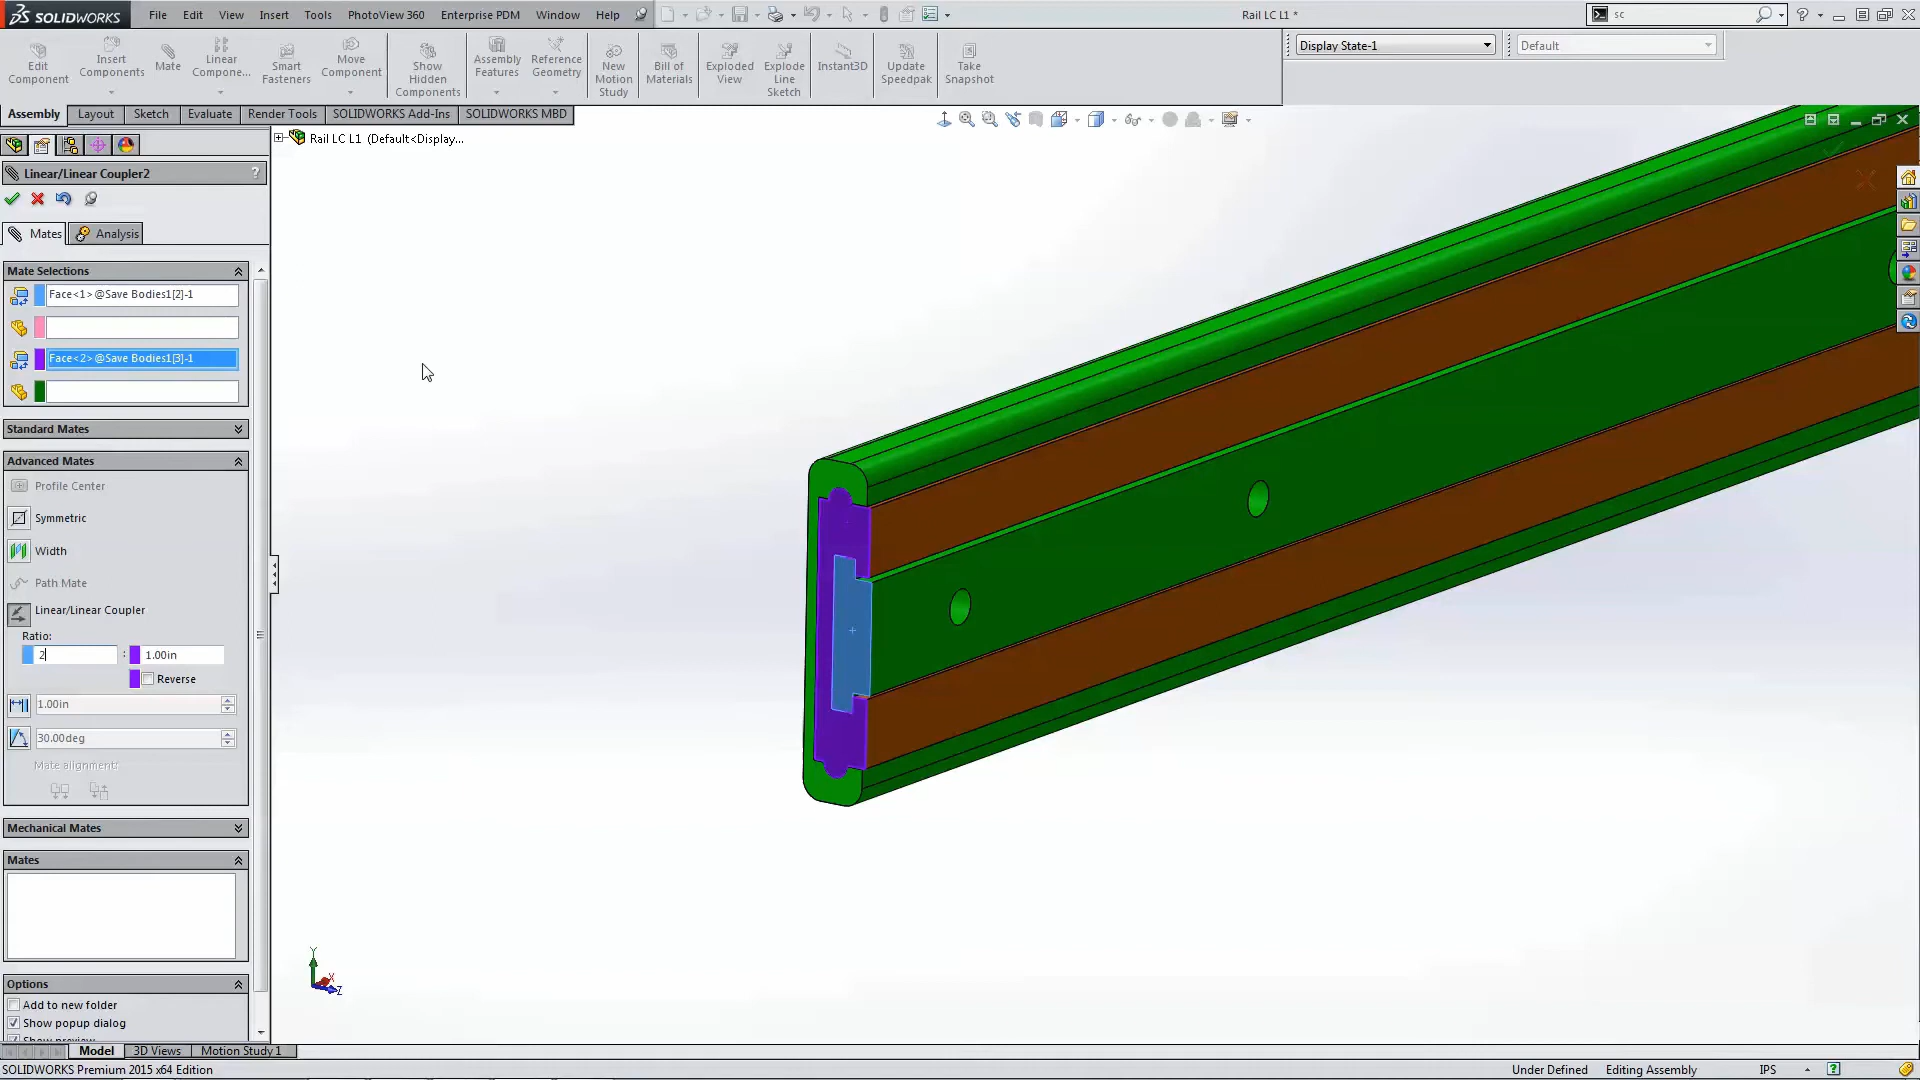 SOLIDWORKS File Edit View Insert Tools PhotoView 360 Enterprise PDM Window Help Rail LC L1 * sc
Edit Component Insert Components Mate Linear Compone... Smart Fasteners Move Component Show Hidden Components Assembly Features Reference Geometry New Motion Study Bill of Materials Exploded View Explode Line Sketch Instant3D Update Speedpak Take Snapshot Display State-1 Default
Assembly Layout Sketch Evaluate Render Tools SOLIDWORKS Add-Ins SOLIDWORKS MBD
Rail LC L1 (Default<Display...
Linear/Linear Coupler2 ?
Mates Analysis
Mate Selections
Face<1>@Save Bodies1[2]-1
Face<2>@Save Bodies1[3]-1
Standard Mates
Advanced Mates
Profile Center
Symmetric
Width
Path Mate
Linear/Linear Coupler
Ratio:
2 : 1.00in
Reverse
1.00in
30.00deg
Mate alignment:
Mechanical Mates
Mates
Y
X
Z
Options
Add to new folder
Show popup dialog
Show preview
Model 3D Views Motion Study 1
SOLIDWORKS Premium 2015 x64 Edition Under Defined Editing Assembly IPS